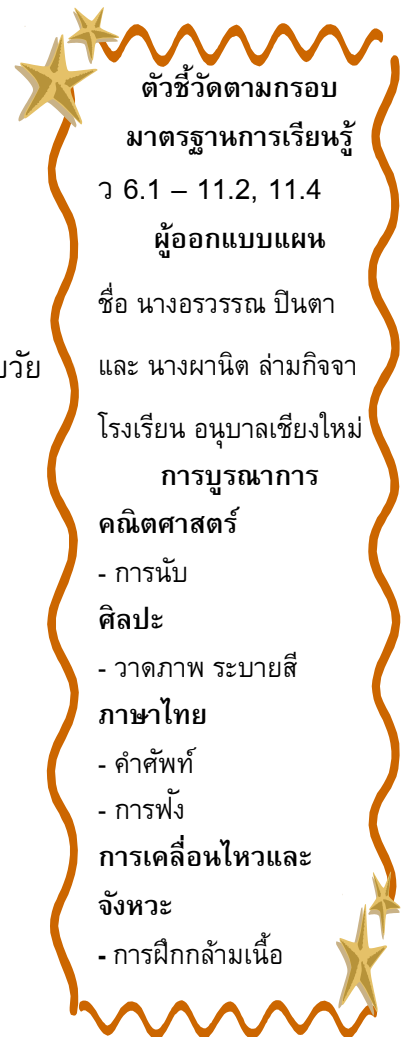 ตัวชี้วัดตามกรอบ
มาตรฐานการเรียนรู้
ว 6.1 – 11.2, 11.4
ผู้ออกแบบแผน
ชื่อ นางอรวรรณ ปินตา
และ นางผานิต ล่ามกิจจา
โรงเรียน อนุบาลเชียงใหม่
การบูรณาการ
คณิตศาสตร์
- การนับ
ศิลปะ
- วาดภาพ ระบายสี
ภาษาไทย
- คำศัพท์
- การฟัง
การเคลื่อนไหวและ
จังหวะ
- การฝึกกล้ามเนื้อ